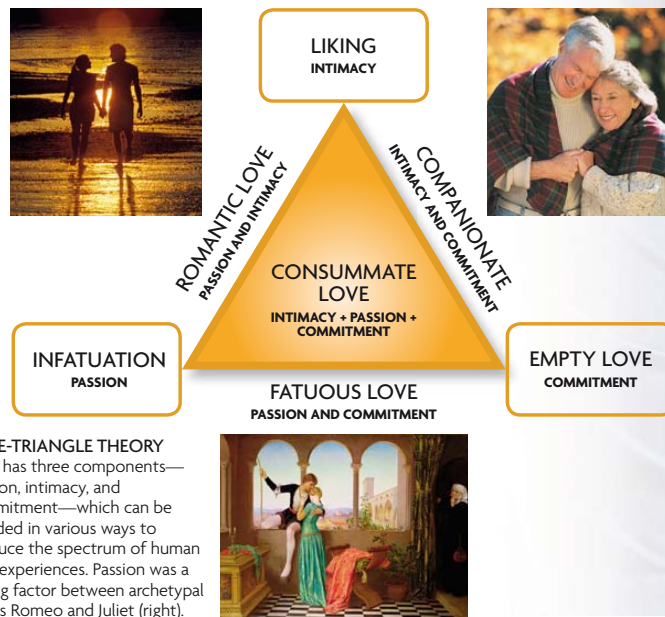 LIKING
INTIMACY
ROMANTIC LOVE
PASSION AND INTIMACY
COMPANIONATE
INTIMACY AND COMMITMENT
CONSUMMATE
LOVE
INTIMACY + PASSION +
COMMITMENT
INFATUATION
PASSION
EMPTY LOVE
COMMITMENT
FATUOUS LOVE
PASSION AND COMMITMENT
E-TRIANGLE THEORY
has three components—
on, intimacy, and
mitment—which can be
ded in various ways to
uce the spectrum of human
experiences. Passion was a
g factor between archetypal
s Romeo and Juliet (right).